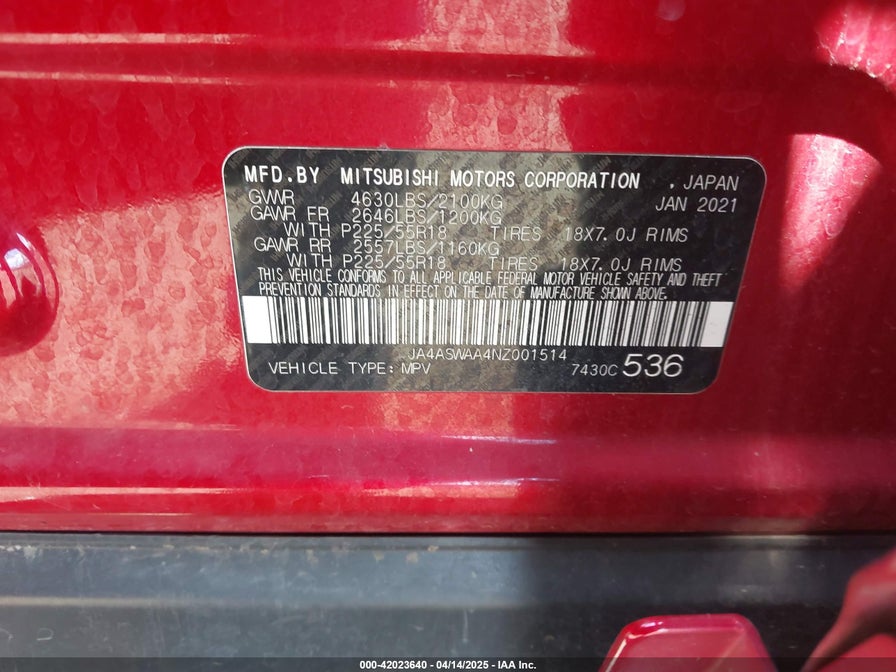 MFD.BY MITSUBISHI MOTORS CORPORATION , JAPAN
GWWR 4630LBS/2100KG JAN 2021
GAWR FR 2646LBS/1200KG
WITH P225/55R18 TIRES 18X7.0J RIMS
GAWR RR 2557LBS/1160KG
WITH P225/55R18 TIRES 18X7.0J RIMS
THIS VEHICLE CONFORMS TO ALL APPLICABLE FEDERAL MOTOR VEHICLE SAFETY AND THEFT
PREVENTION STANDARDS IN EFFECT ON THE DATE OF MANUFACTURE SHOWN ABOVE.
JA4ASWAA4NZ001514
VEHICLE TYPE: MPV 7430C 536
000-42023640 - 04/14/2025 - IAA Inc.